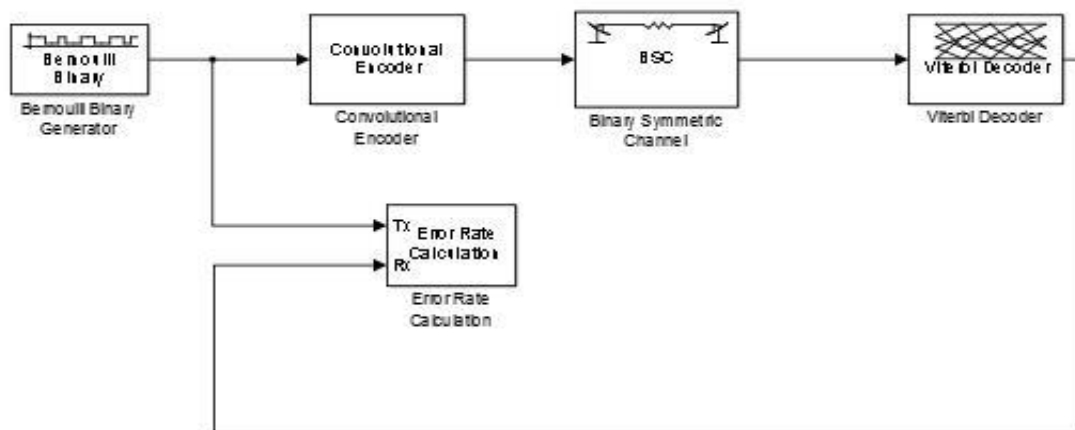 Bernoulli
Binary
Bernoulli Binary
Generator
Convolutional
Encoder
Convolutional
Encoder
BSC
Binary Symmetric
Channel
Viterbi Decoder
Viterbi Decoder
Tx
Rx
Error Rate
Calculation
Error Rate
Calculation